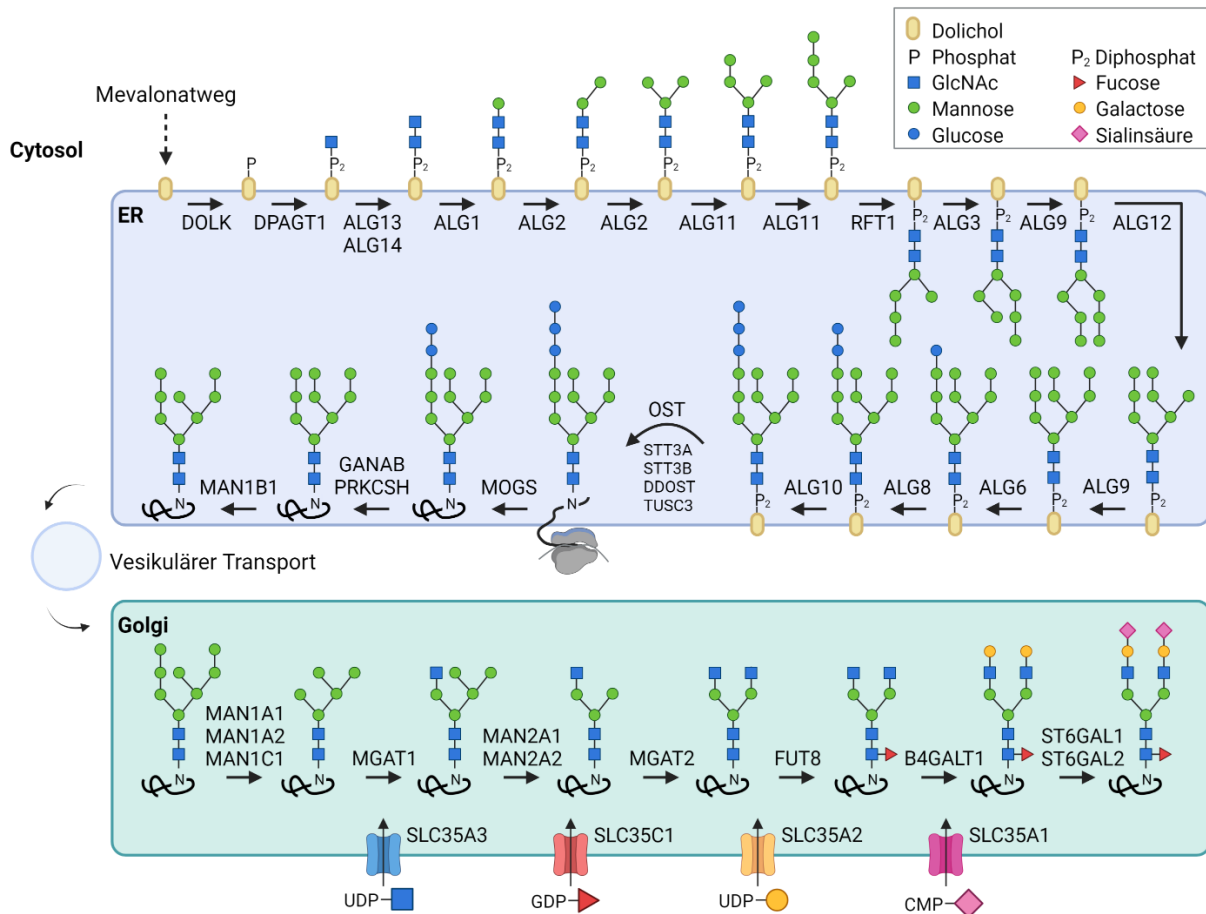 Dolichol
P Phosphat
P2 Diphosphat
GlcNAc
Fucose
Mannose
Galactose
Glucose
Sialinsäure
Mevalonatweg
Cytosol
P
P2
P2
P2
P2
P2
P2
P2
ER
DOLK
DPAGT1
ALG13
ALG14
ALG1
ALG2
ALG2
ALG11
ALG11
RFT1
P2
ALG3
P2
ALG9
P2
ALG12
MAN1B1
GANAB
PRKCSH
MOGS
OST
STT3A
STT3B
DDOST
TUSC3
ALG10
ALG8
ALG6
ALG9
N
N
N
N
P2
P2
P2
P2
P2
Vesikulärer Transport
Golgi
MAN1A1
MAN1A2
MAN1C1
MGAT1
MAN2A1
MAN2A2
MGAT2
FUT8
B4GALT1
ST6GAL1
ST6GAL2
N
N
N
N
N
N
N
N
SLC35A3
SLC35C1
SLC35A2
SLC35A1
UDP
GDP
UDP
CMP